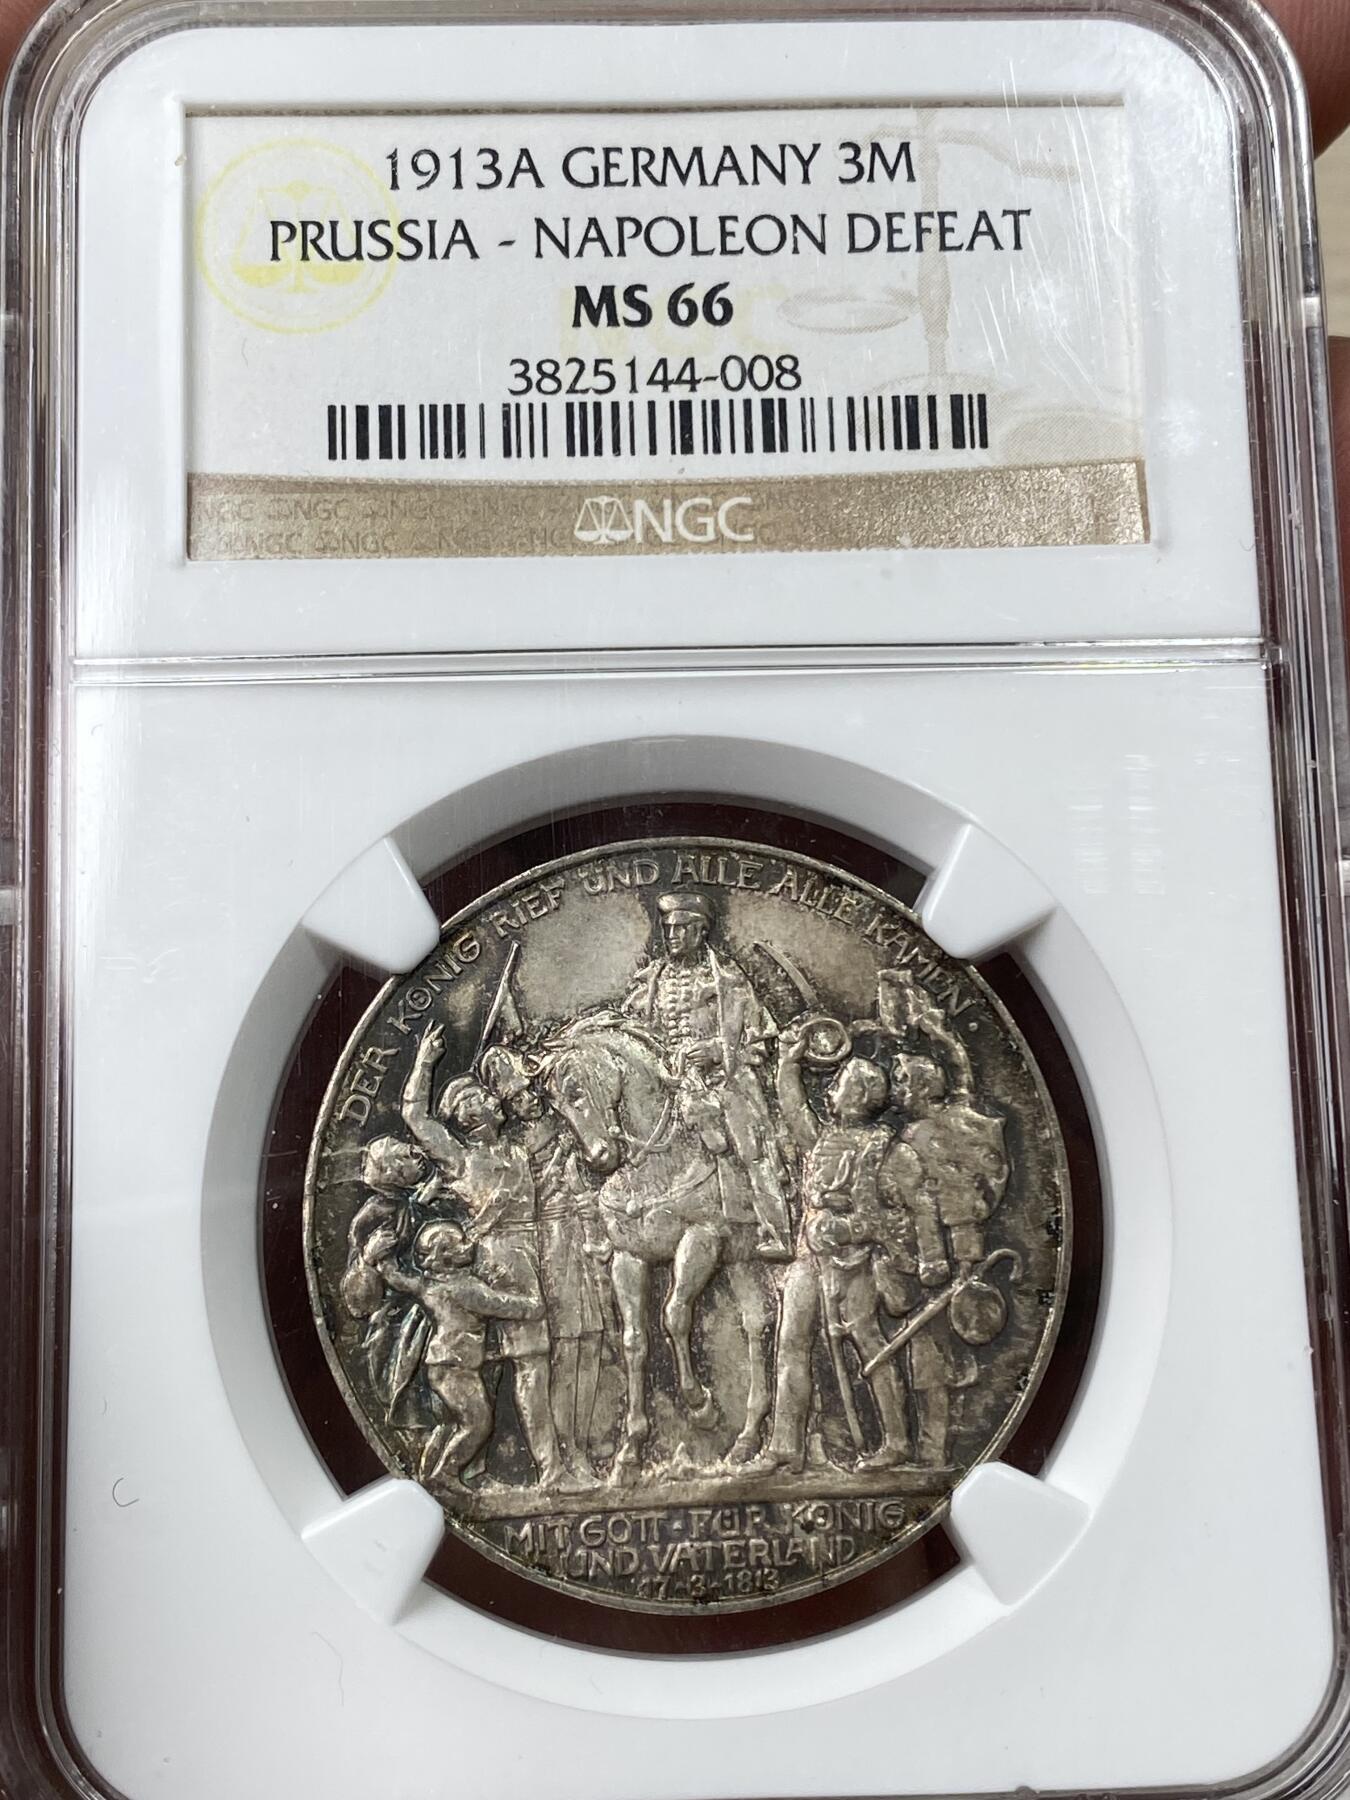 1913A GERMANY 3M
PRUSSIA - NAPOLEON DEFEAT
MS 66
3825144-008
NGC
DER KÖNIG RIEF UND ALLE ALLE KAMEN.
MIT GOTT · FÜR KÖNIG
UND VATERLAND
17-3-1813